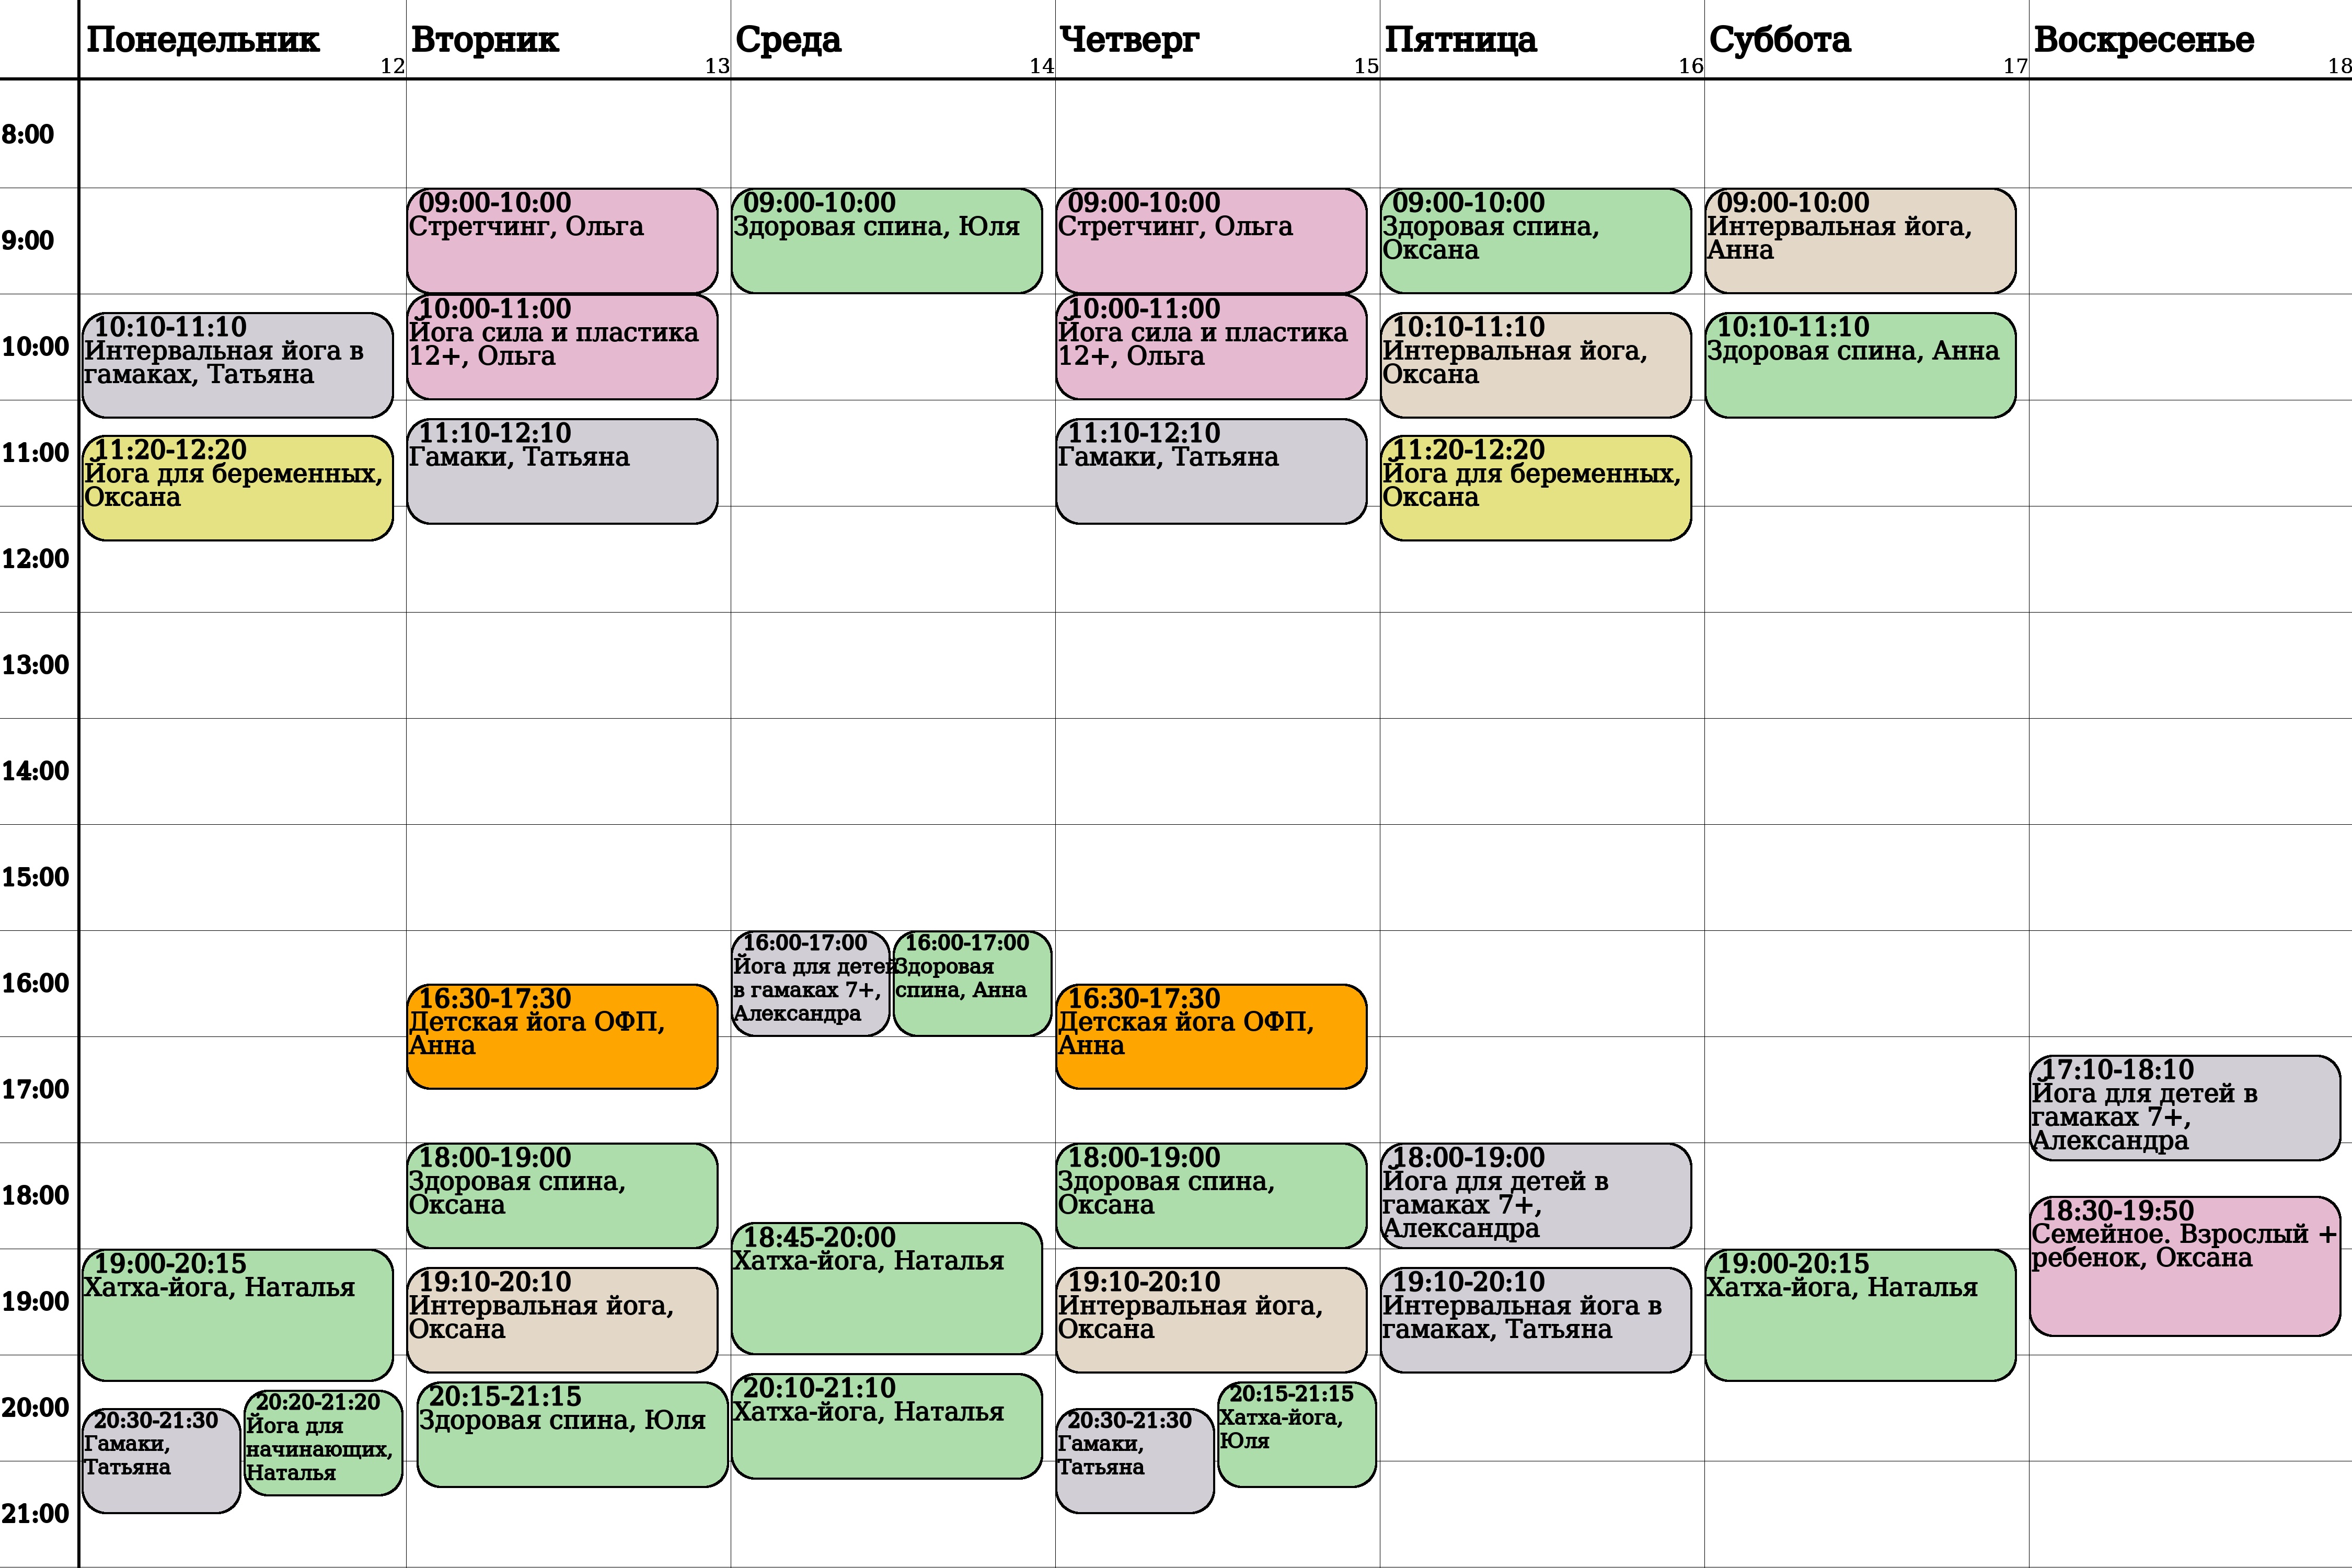 Понедельник
12
Вторник
13
Среда
14
Четверг
15
Пятница
16
Суббота
17
Воскресенье
18
8:00
9:00
10:00
11:00
12:00
13:00
14:00
15:00
16:00
17:00
18:00
19:00
20:00
21:00
10:10-11:10
Интервальная йога в
гамаках, Татьяна
11:20-12:20
Йога для беременных,
Оксана
19:00-20:15
Хатха-йога, Наталья
20:30-21:30
Гамаки,
Татьяна
20:20-21:20
Йога для
начинающих,
Наталья
09:00-10:00
Стретчинг, Ольга
10:00-11:00
Йога сила и пластика
12+, Ольга
11:10-12:10
Гамаки, Татьяна
16:30-17:30
Детская йога ОФП,
Анна
18:00-19:00
Здоровая спина,
Оксана
19:10-20:10
Интервальная йога,
Оксана
20:15-21:15
Здоровая спина, Юля
09:00-10:00
Здоровая спина, Юля
16:00-17:00
Йога для детей
в гамаках 7+,
Александра
16:00-17:00
Здоровая
спина, Анна
18:45-20:00
Хатха-йога, Наталья
20:10-21:10
Хатха-йога, Наталья
09:00-10:00
Стретчинг, Ольга
10:00-11:00
Йога сила и пластика
12+, Ольга
11:10-12:10
Гамаки, Татьяна
16:30-17:30
Детская йога ОФП,
Анна
18:00-19:00
Здоровая спина,
Оксана
19:10-20:10
Интервальная йога,
Оксана
20:30-21:30
Гамаки,
Татьяна
20:15-21:15
Хатха-йога,
Юля
09:00-10:00
Здоровая спина,
Оксана
10:10-11:10
Интервальная йога,
Оксана
11:20-12:20
Йога для беременных,
Оксана
18:00-19:00
Йога для детей в
гамаках 7+,
Александра
19:10-20:10
Интервальная йога в
гамаках, Татьяна
09:00-10:00
Интервальная йога,
Анна
10:10-11:10
Здоровая спина, Анна
19:00-20:15
Хатха-йога, Наталья
17:10-18:10
Йога для детей в
гамаках 7+,
Александра
18:30-19:50
Семейное. Взрослый +
ребенок, Оксана